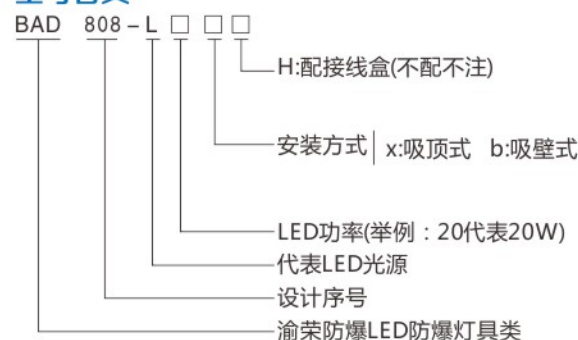 BAD 808-L□ □□
H:配接线盒(不配不注)
安装方式 x:吸顶式 b:吸壁式
LED功率(举例：20代表20W)
代表LED光源
设计序号
渝荣防爆LED防爆灯具类